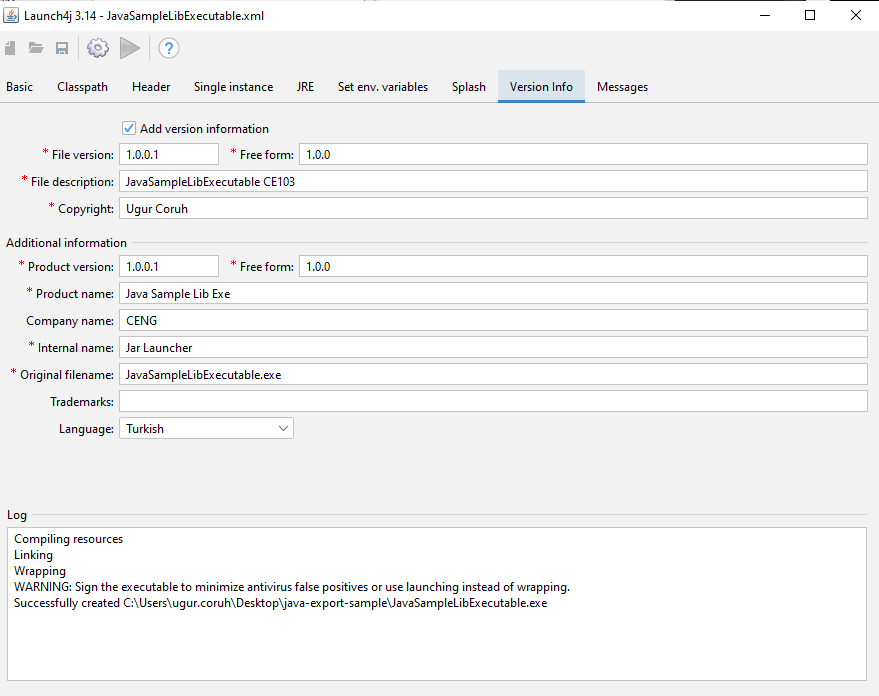 Launch4j 3.14 - JavaSampleLibExecutable.xml
?
Basic Classpath Header Single instance JRE Set env. variables Splash Version Info Messages
Add version information
* File version: 1.0.0.1 * Free form: 1.0.0
* File description: JavaSampleLibExecutable CE103
* Copyright: Ugur Coruh
Additional information
* Product version: 1.0.0.1 * Free form: 1.0.0
* Product name: Java Sample Lib Exe
Company name: CENG
* Internal name: Jar Launcher
* Original filename: JavaSampleLibExecutable.exe
Trademarks:
Language: Turkish
Log
Compiling resources
Linking
Wrapping
WARNING: Sign the executable to minimize antivirus false positives or use launching instead of wrapping.
Successfully created C:\Users\ugur.coruh\Desktop\java-export-sample\JavaSampleLibExecutable.exe